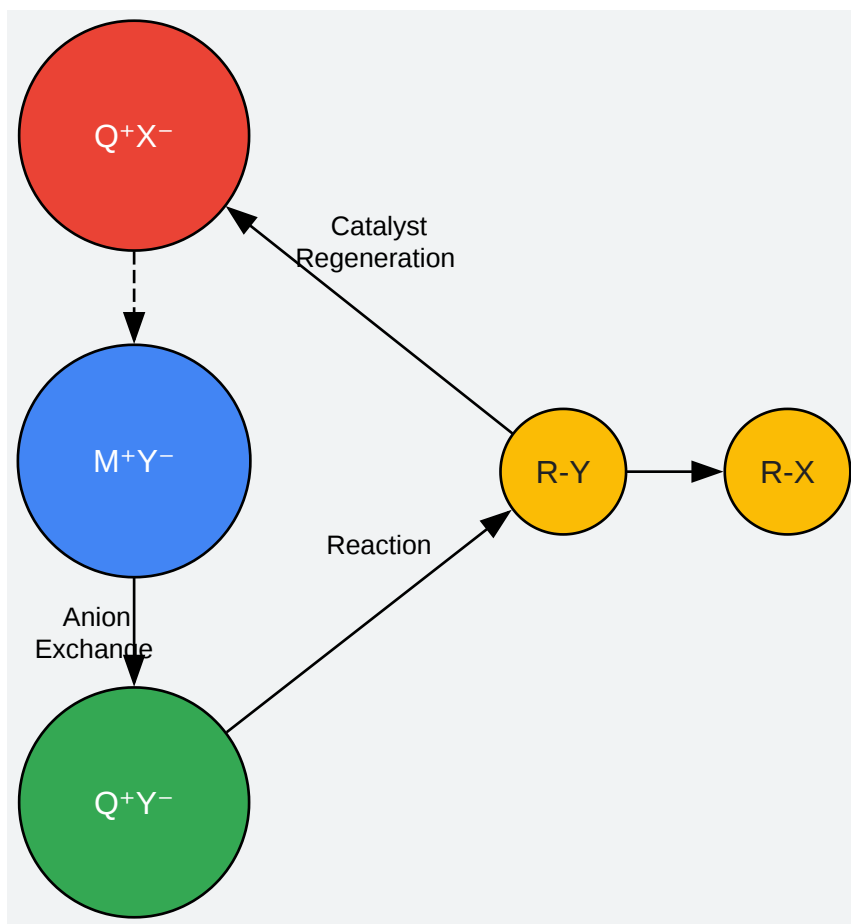 Q⁺X⁻
Catalyst
Regeneration
M⁺Y⁻
R-Y
R-X
Reaction
Anion
Exchange
Q⁺Y⁻